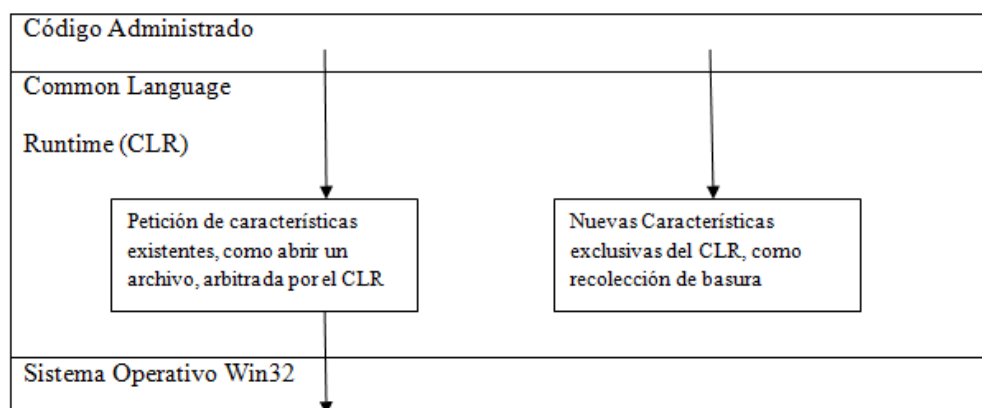 Código Administrado
Common Language
Runtime (CLR)
Petición de características
existentes, como abrir un
archivo, arbitrada por el CLR
Nuevas Características
exclusivas del CLR, como
recolección de basura
Sistema Operativo Win32